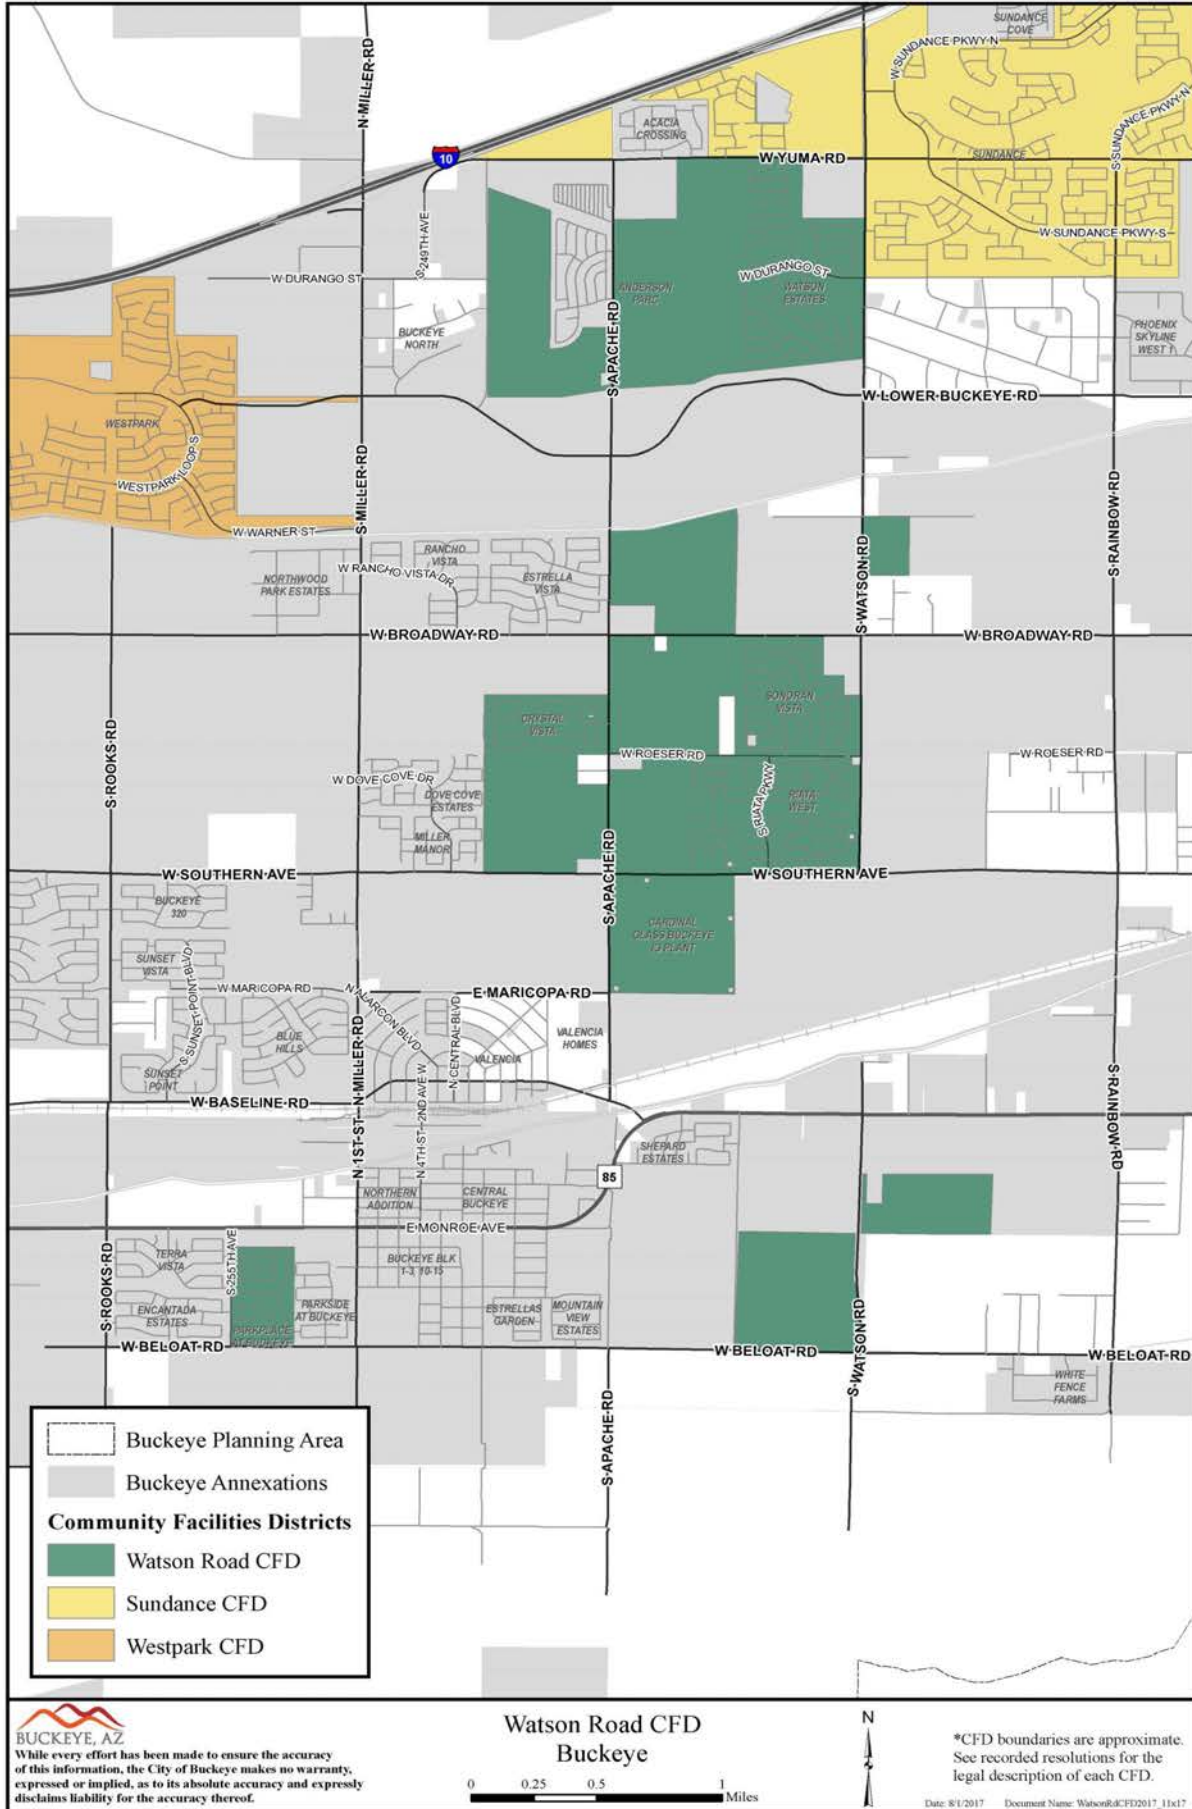 SUNDANCE
COVE
W SUNDANCE PKWY N
N MILLER RD
S SUNDANCE PKWY N
ACACIA
CROSSING
10
W YUMA RD
SUNDANCE
S 249TH AVE
W SUNDANCE PKWY S
W DURANGO ST
W DURANGO ST
ANDERSON
PARC
WATSON
ESTATES
S APACHE RD
BUCKEYE
NORTH
PHOENIX
SKYLINE
WEST 1
W LOWER BUCKEYE RD
WESTPARK
WESTPARK LOOP S
S MILLER RD
W WARNER ST
S WATSON RD
S RAINBOW RD
RANCHO
VISTA
W RANCHO VISTA DR
ESTRELLA
VISTA
NORTHWOOD
PARK ESTATES
W BROADWAY RD
W BROADWAY RD
SONORAN
VISTA
CRYSTAL
VISTA
S ROOKS RD
W ROESER RD
W ROESER RD
W DOVE COVE DR
DOVE COVE
ESTATES
S RIATA PKWY
RIATA
WEST
MILLER
MANOR
S APACHE RD
W SOUTHERN AVE
W SOUTHERN AVE
BUCKEYE
320
CARDINAL
GLASS BUCKEYE
IG PLANT
SUNSET
VISTA
S SUNSET POINT BLVD
W MARICOPA RD
N ALARCON BLVD
E MARICOPA RD
N CENTRAL BLVD
BLUE
HILLS
N MILLER RD
VALENCIA
VALENCIA
HOMES
SUNSET
POINT
W BASELINE RD
N 1ST ST
N 4TH ST
2ND AVE W
S RAINBOW RD
SHEPARD
ESTATES
85
NORTHERN
ADDITION
CENTRAL
BUCKEYE
E MONROE AVE
S ROOKS RD
TERRA
VISTA
S 255TH AVE
BUCKEYE BLK
1-3, 10-15
ENCANTADA
ESTATES
PARKSIDE
AT BUCKEYE
ESTRELLAS
GARDEN
MOUNTAIN
VIEW
ESTATES
PARKPLACE
AT BUCKEYE
W BELOAT RD
W BELOAT RD
W BELOAT RD
S WATSON RD
WHITE
FENCE
FARMS
S APACHE RD
Buckeye Planning Area
Buckeye Annexations
Community Facilities Districts
Watson Road CFD
Sundance CFD
Westpark CFD
BUCKEYE, AZ
While every effort has been made to ensure the accuracy
of this information, the City of Buckeye makes no warranty,
expressed or implied, as to its absolute accuracy and expressly
disclaims liability for the accuracy thereof.
Watson Road CFD
Buckeye
0 0.25 0.5 1
Miles
N
*CFD boundaries are approximate.
See recorded resolutions for the
legal description of each CFD.
Date: 8/1/2017 Document Name: WatsonRdCFD2017_11x17